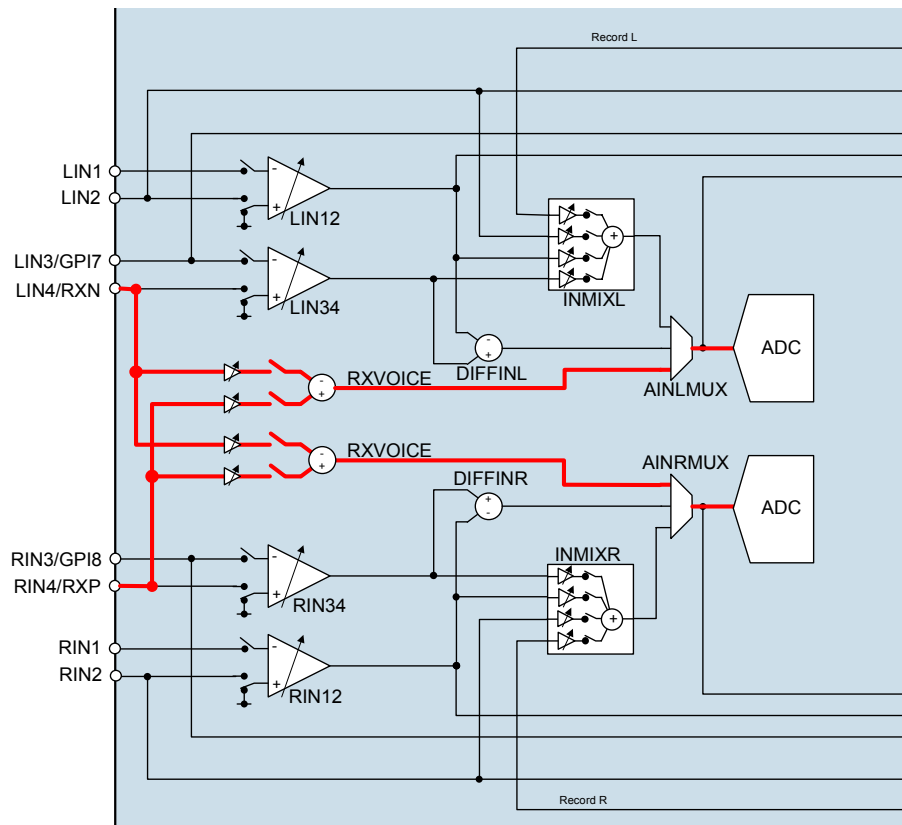 Record L
LIN1
-
LIN2
+
LIN12
LIN3/GPI7
-
+
LIN4/RXN
+
LIN34
INMIXL
-
+
DIFFINL
ADC
AINLMUX
-
+
RXVOICE
-
+
RXVOICE
AINRMUX
DIFFINR
+
-
ADC
RIN3/GPI8
-
INMIXR
RIN4/RXP
+
RIN34
+
RIN1
-
RIN2
+
RIN12
Record R